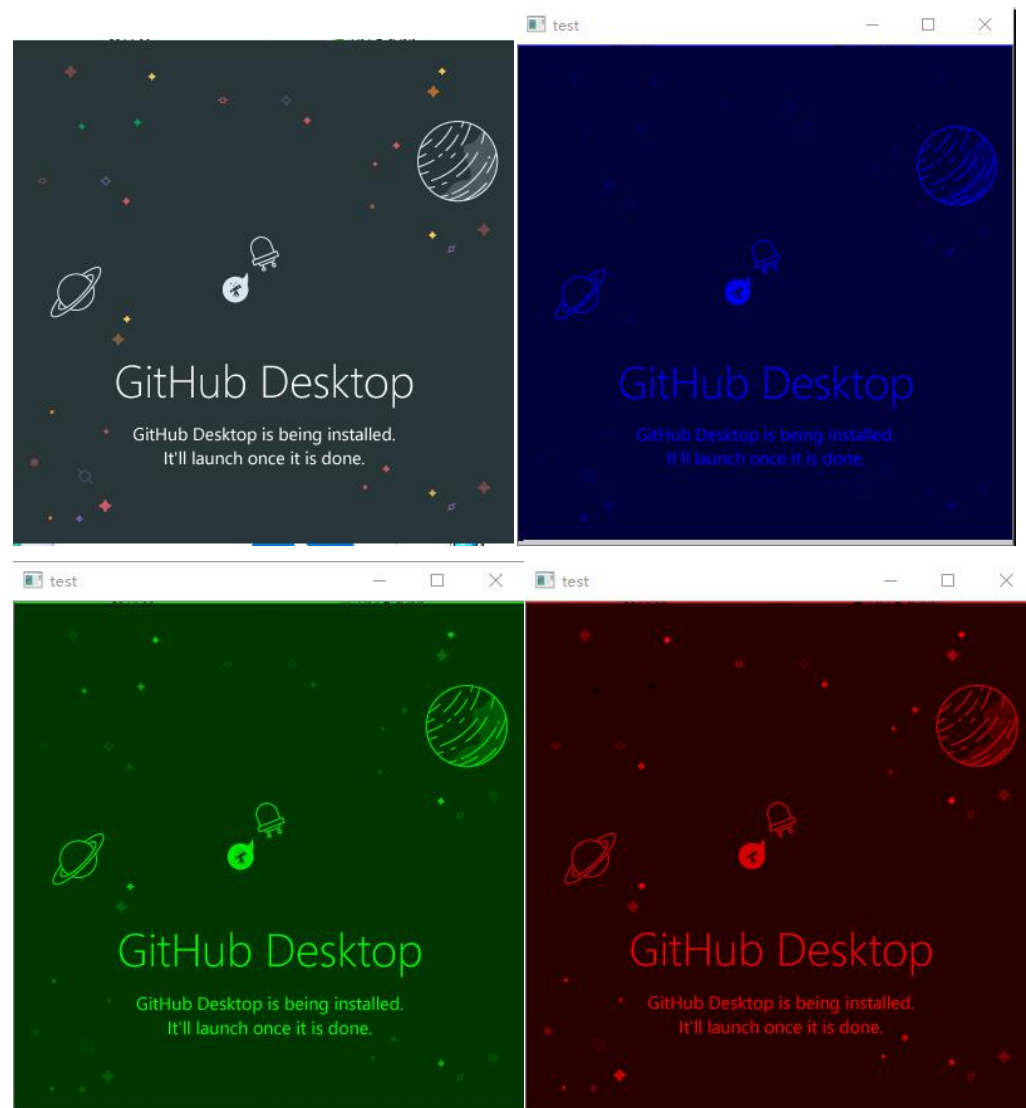 GitHub Desktop
GitHub Desktop is being installed.
It'll launch once it is done.
test
GitHub Desktop
GitHub Desktop is being installed.
It'll launch once it is done.
test
GitHub Desktop
GitHub Desktop is being installed.
It'll launch once it is done.
test
GitHub Desktop
GitHub Desktop is being installed.
It'll launch once it is done.